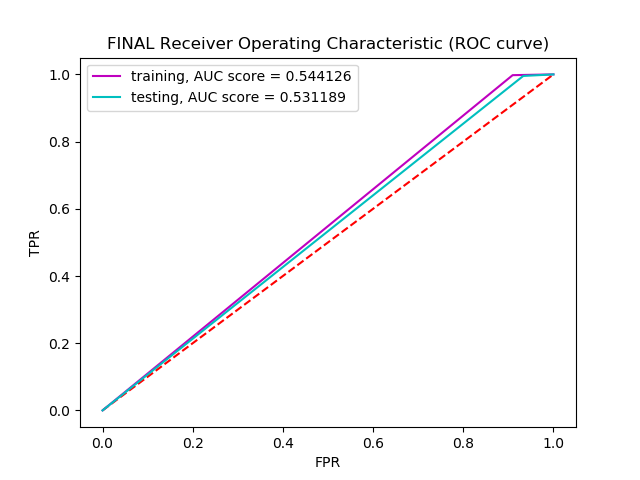 FINAL Receiver Operating Characteristic (ROC curve)
training, AUC score = 0.544126
testing, AUC score = 0.531189
1.0
0.8
0.6
0.4
0.2
0.0
TPR
0.0 0.2 0.4 0.6 0.8 1.0
FPR